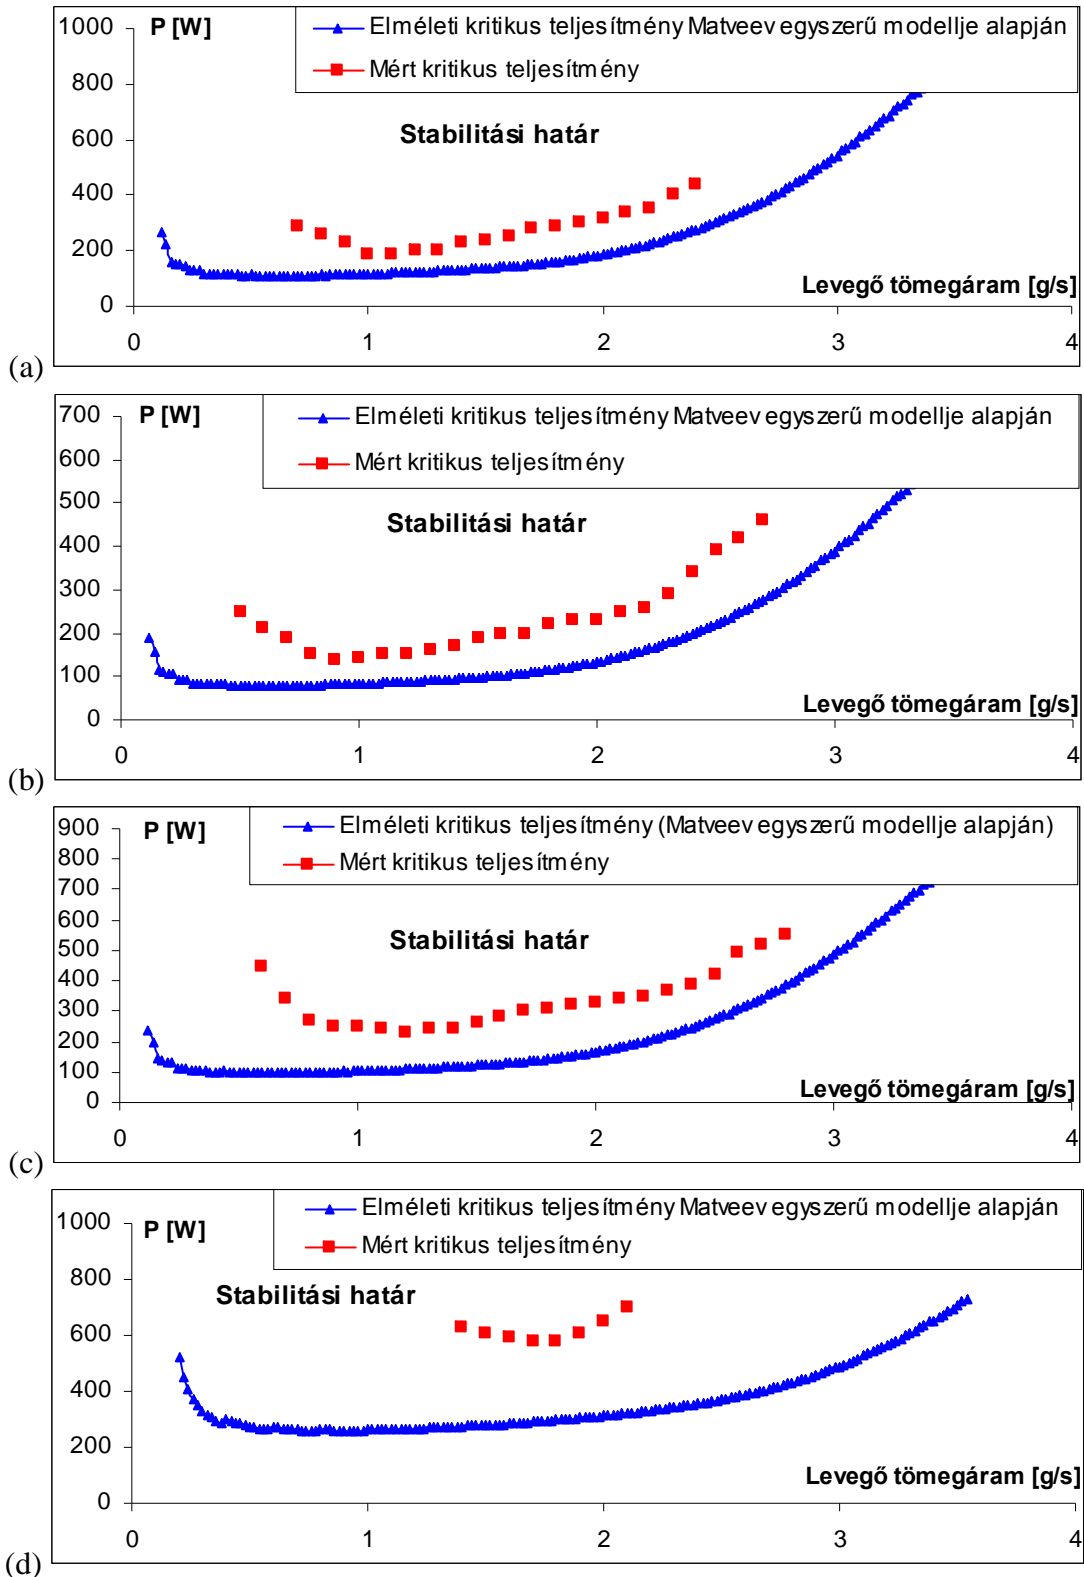 P [W]
Elméleti kritikus teljesítmény Matveev egyszerű modellje alapján
Mért kritikus teljesítmény
Stabilitási határ
1000
800
600
400
200
0
Levegő tömegáram [g/s]
0 1 2 3 4
(a)
P [W]
Elméleti kritikus teljesítmény Matveev egyszerű modellje alapján
Mért kritikus teljesítmény
Stabilitási határ
700
600
500
400
300
200
100
0
Levegő tömegáram [g/s]
0 1 2 3 4
(b)
P [W]
Elméleti kritikus teljesítmény (Matveev egyszerű modellje alapján)
Mért kritikus teljesítmény
Stabilitási határ
900
800
700
600
500
400
300
200
100
0
Levegő tömegáram [g/s]
0 1 2 3 4
(c)
P [W]
Elméleti kritikus teljesítmény Matveev egyszerű modellje alapján
Mért kritikus teljesítmény
Stabilitási határ
1000
800
600
400
200
0
Levegő tömegáram [g/s]
0 1 2 3 4
(d)